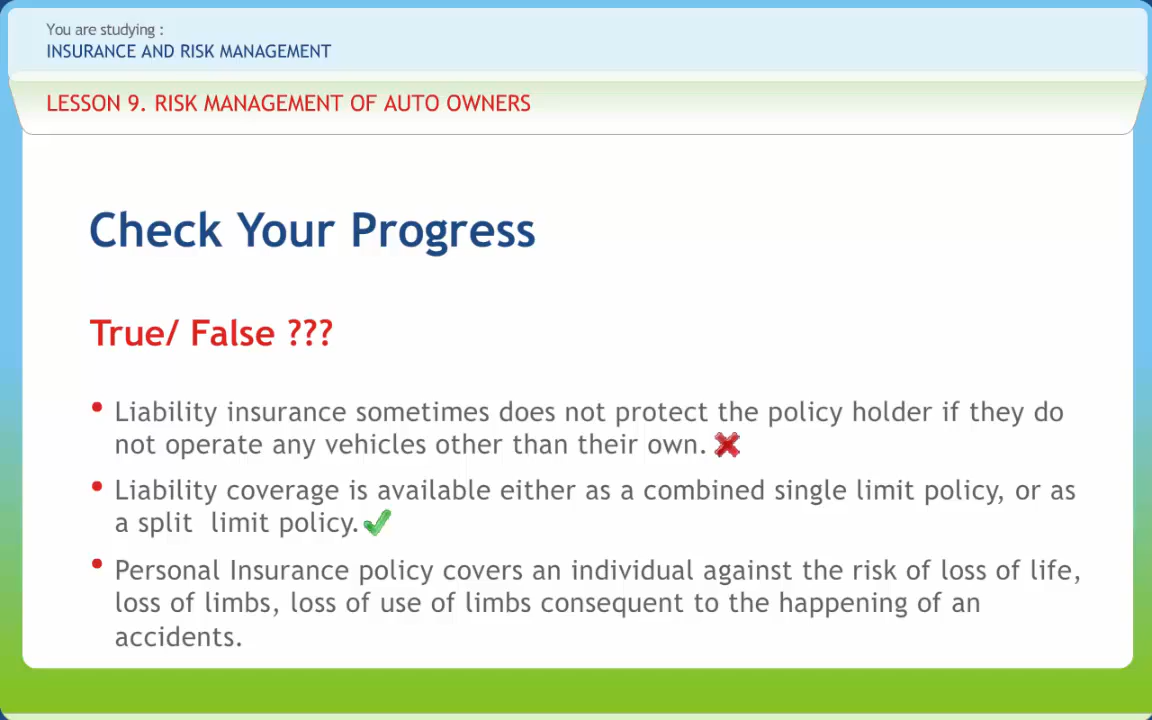 You are studying :
INSURANCE AND RISK MANAGEMENT
LESSON 9. RISK MANAGEMENT OF AUTO OWNERS
Check Your Progress
True/ False ???
• Liability insurance sometimes does not protect the policy holder if they do
not operate any vehicles other than their own.
• Liability coverage is available either as a combined single limit policy, or as
a split  limit policy.
• Personal Insurance policy covers an individual against the risk of loss of life,
loss of limbs, loss of use of limbs consequent to the happening of an
accidents.